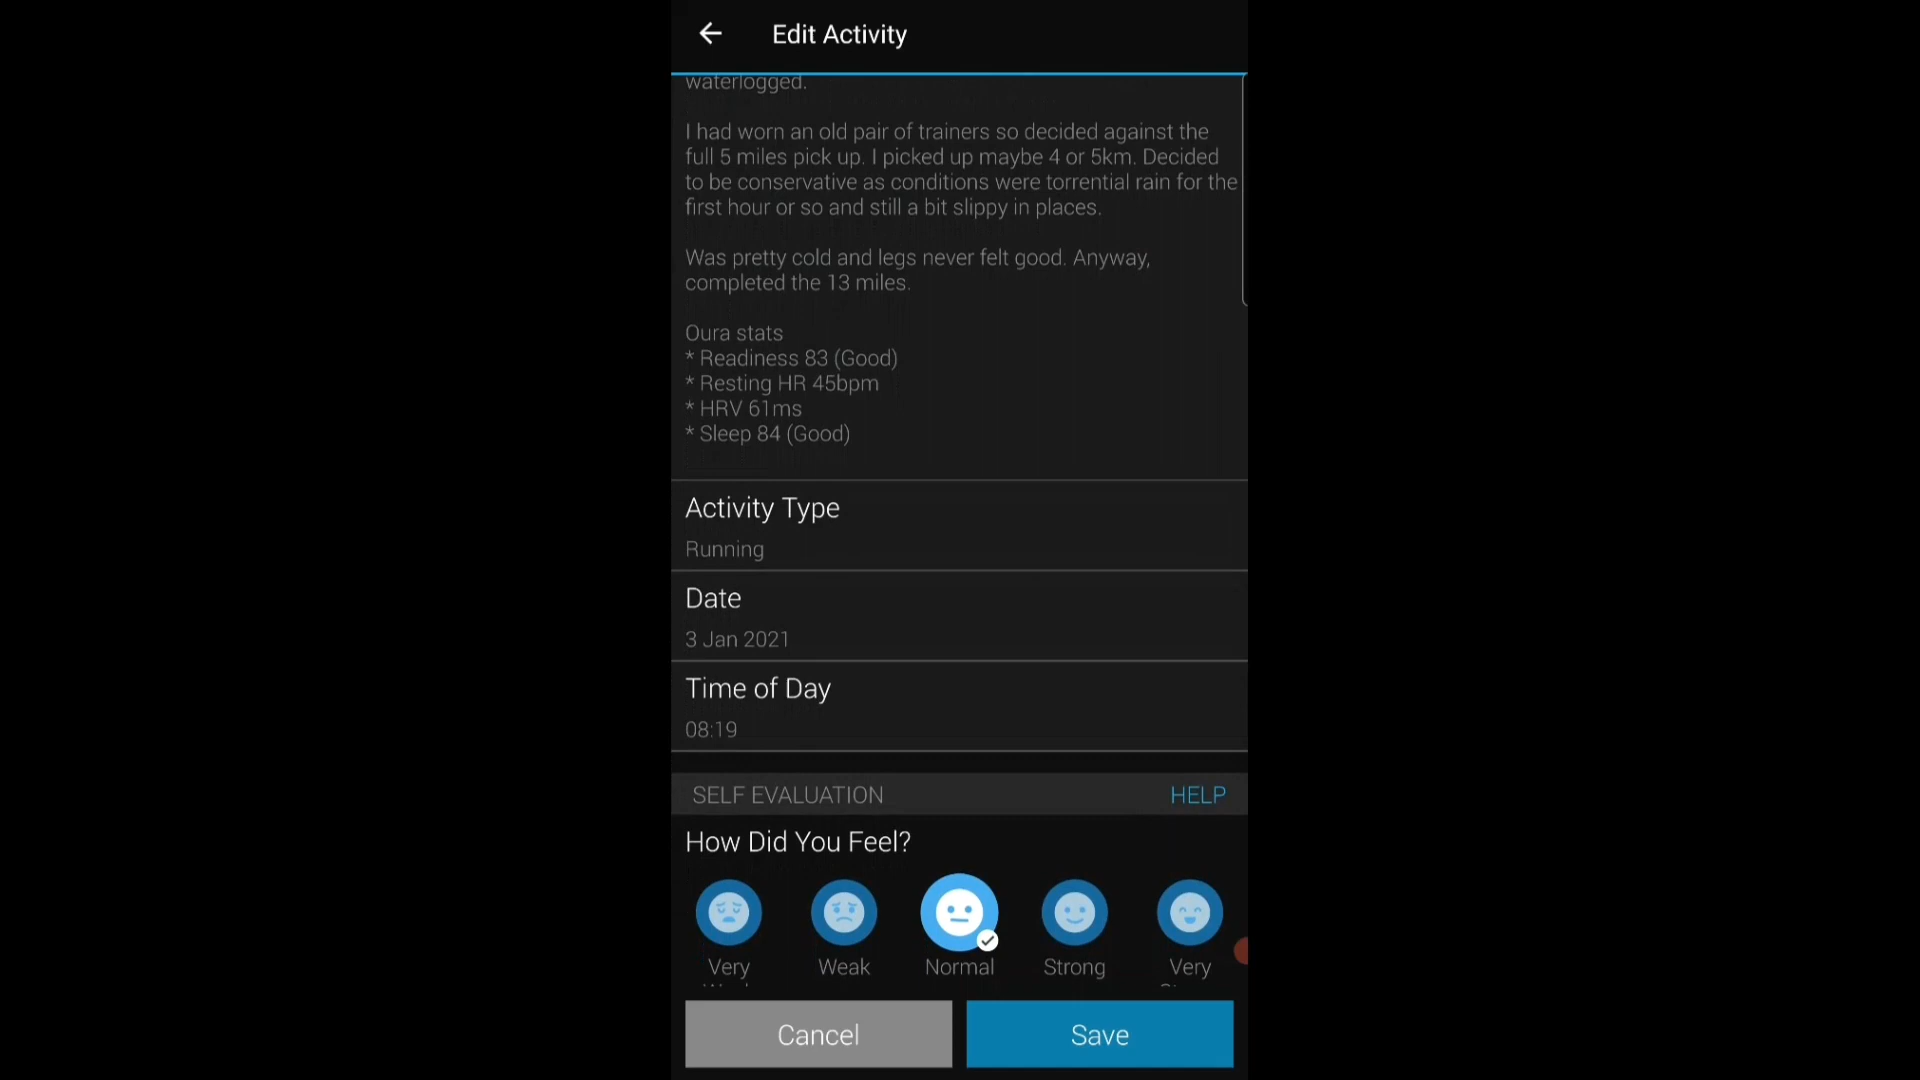 Edit Activity
waterlogged.
I had worn an old pair of trainers so decided against the
full 5 miles pick up. I picked up maybe 4 or 5km. Decided
to be conservative as conditions were torrential rain for the
first hour or so and still a bit slippy in places.
Was pretty cold and legs never felt good. Anyway,
completed the 13 miles.
Oura stats
* Readiness 83 (Good)
* Resting HR 45bpm
* HRV 61ms
* Sleep 84 (Good)
Activity Type
Running
Date
3 Jan 2021
Time of Day
08:19
SELF EVALUATION HELP
How Did You Feel?
Very Weak Normal Strong Very
Cancel Save